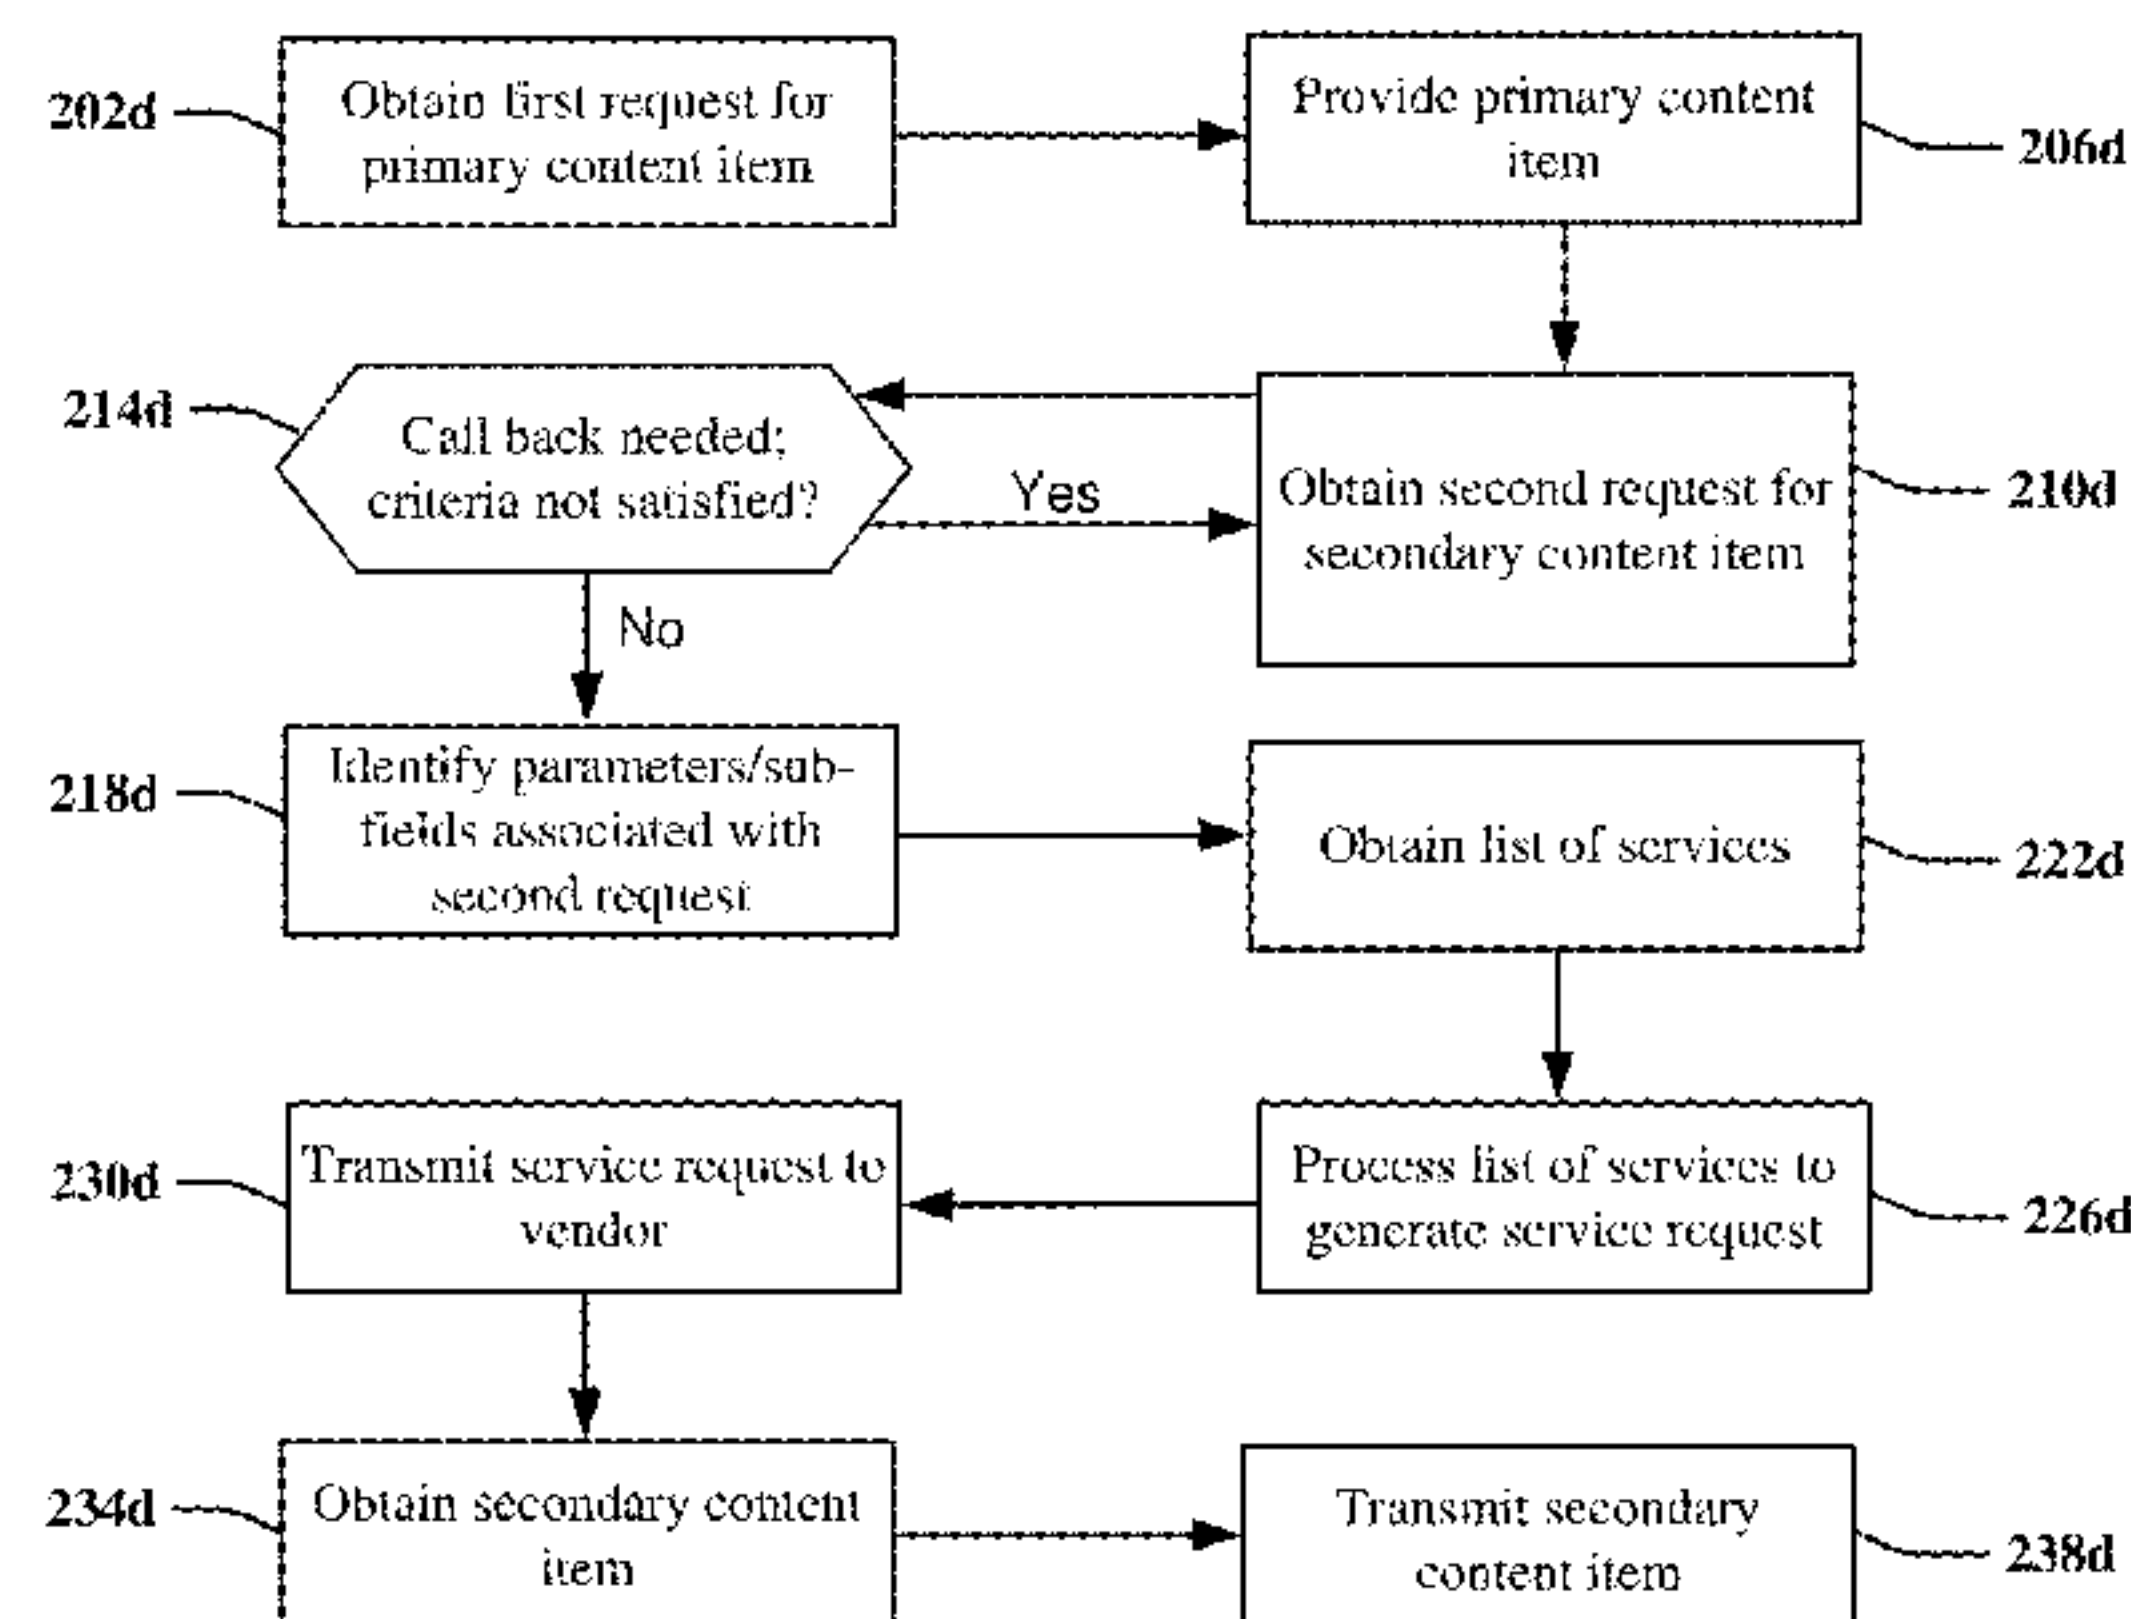 202d
Obtain first request for
primary content item
Provide primary content
item
206d
214d
Call back needed;
criteria not satisfied?
Yes
Obtain second request for
secondary content item
210d
No
218d
Identify parameters/sub-
fields associated with
second request
Obtain list of services
222d
230d
Transmit service request to
vendor
Process list of services to
generate service request
226d
234d
Obtain secondary content
item
Transmit secondary
content item
238d